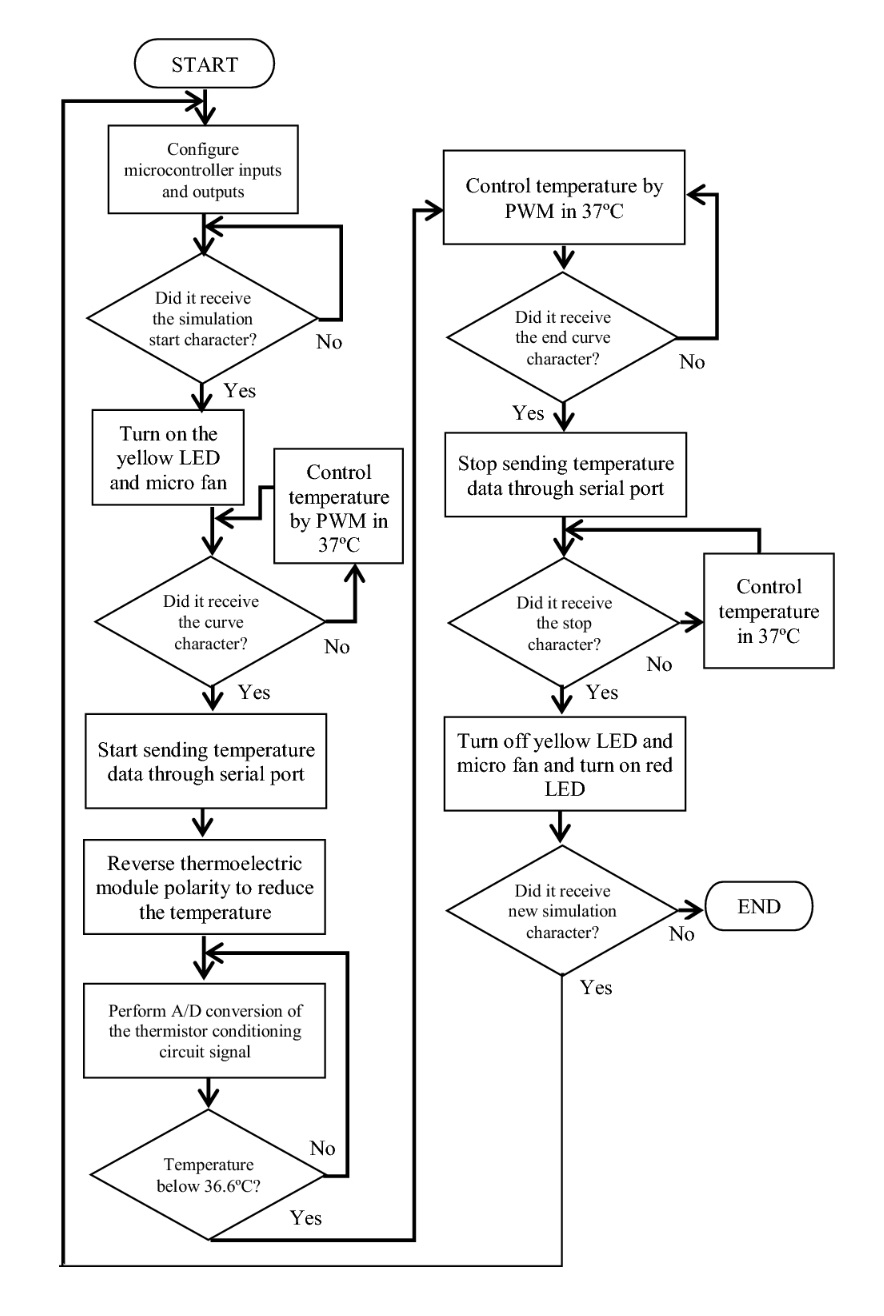 START
Configure
microcontroller inputs
and outputs
Did it receive
the simulation
start character?
No
Yes
Turn on the
yellow LED
and micro fan
Control
temperature
by PWM in
37ºC
Did it receive
the curve
character?
No
Yes
Start sending temperature
data through serial port
Reverse thermoelectric
module polarity to reduce
the temperature
Perform A/D conversion of
the thermistor conditioning
circuit signal
Temperature
below 36.6ºC?
No
Yes
Control temperature by
PWM in 37ºC
Did it receive
the end curve
character?
No
Yes
Stop sending temperature
data through serial port
Did it receive
the stop
character?
No
Control
temperature
in 37ºC
Yes
Turn off yellow LED and
micro fan and turn on red
LED
Did it receive
new simulation
character?
No
END
Yes